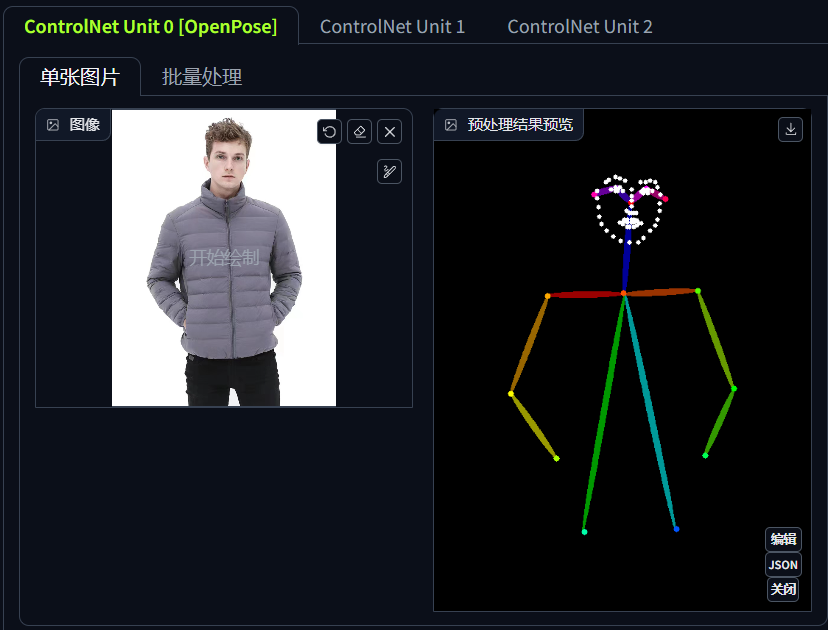 ControlNet Unit 0 [OpenPose]
ControlNet Unit 1
ControlNet Unit 2
单张图片
批量处理
图像
开始绘制
预处理结果预览
编辑
JSON
关闭